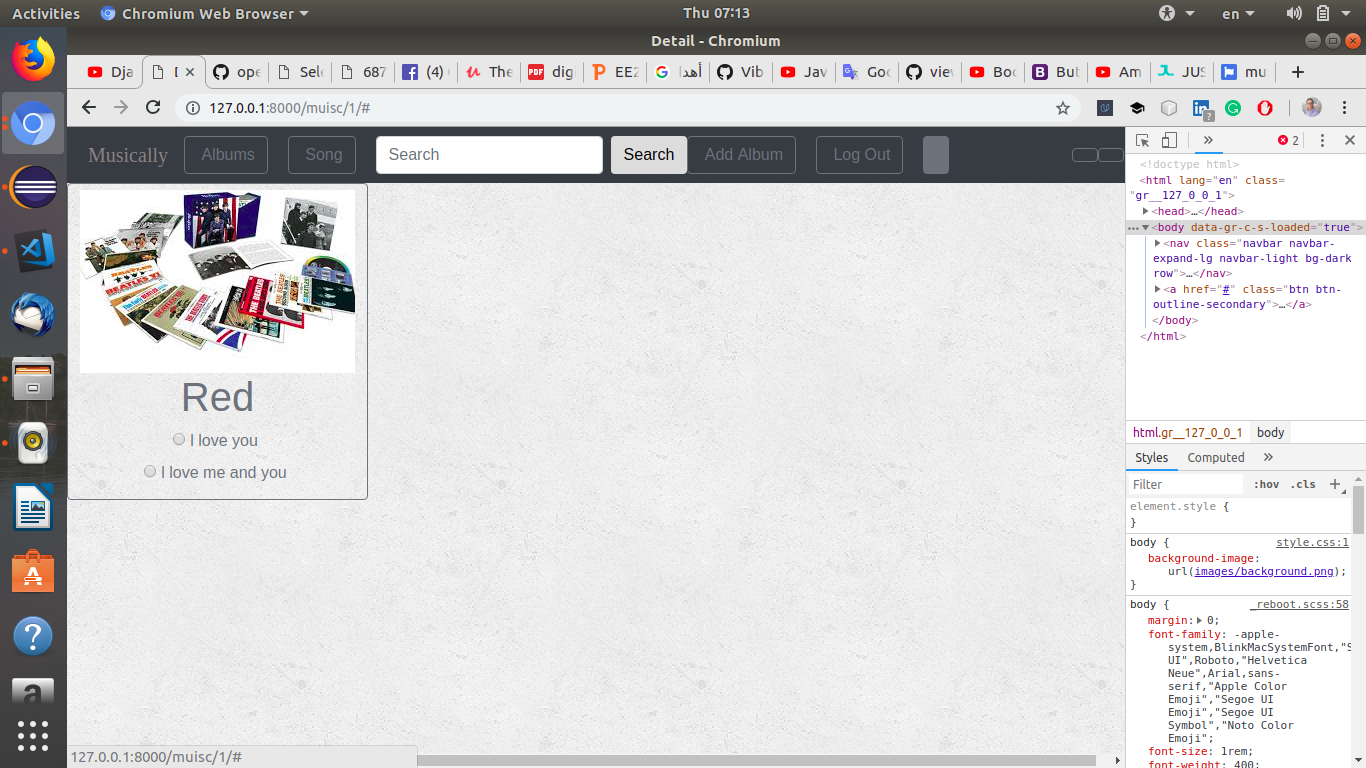 Activities Chromium Web Browser Thu 07:13 en
Detail - Chromium
Dja D ope Sele 687 (4) The dig EE2 أهدا Vib Jav Goo view Boo But Am JUS mu
127.0.0.1:8000/muisc/1/#
Musically Albums Song Search Search Add Album Log Out
Red
I love you
I love me and you
127.0.0.1:8000/muisc/1/#
2
<!doctype html>
<html lang="en" class=
"gr__127_0_0_1">
<head>…</head>
<body data-gr-c-s-loaded="true">
<nav class="navbar navbar-
expand-lg navbar-light bg-dark
row">…</nav>
<a href="#" class="btn btn-
outline-secondary">…</a>
</body>
</html>
html.gr__127_0_0_1 body
Styles Computed
Filter :hov .cls
element.style {
}
body { style.css:1
background-image:
url(images/background.png);
}
body { _reboot.scss:58
margin: 0;
font-family: -apple-
system,BlinkMacSystemFont,"S
UI",Roboto,"Helvetica
Neue",Arial,sans-
serif,"Apple Color
Emoji","Segoe UI
Emoji","Segoe UI
Symbol","Noto Color
Emoji";
font-size: 1rem;
font-weight: 400;